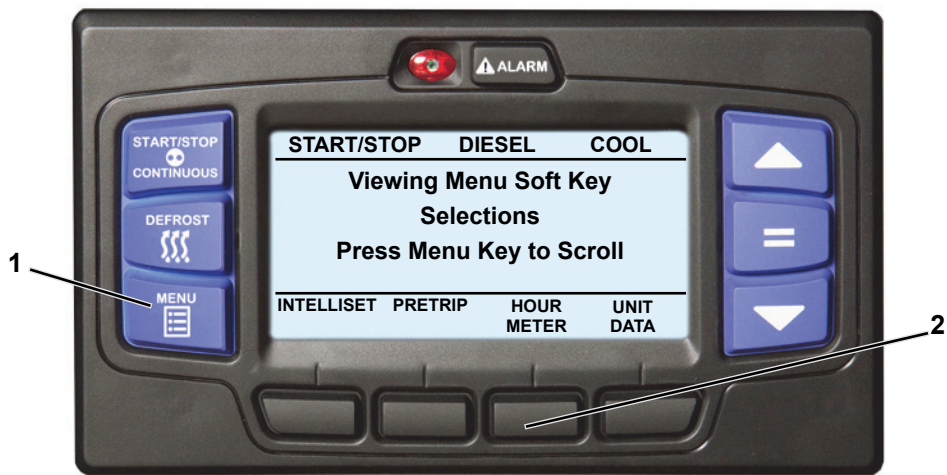 ALARM
START/STOP
CONTINUOUS
DEFROST
MENU
START/STOP DIESEL COOL
Viewing Menu Soft Key
Selections
Press Menu Key to Scroll
INTELLISET PRETRIP HOUR METER UNIT DATA
1
2